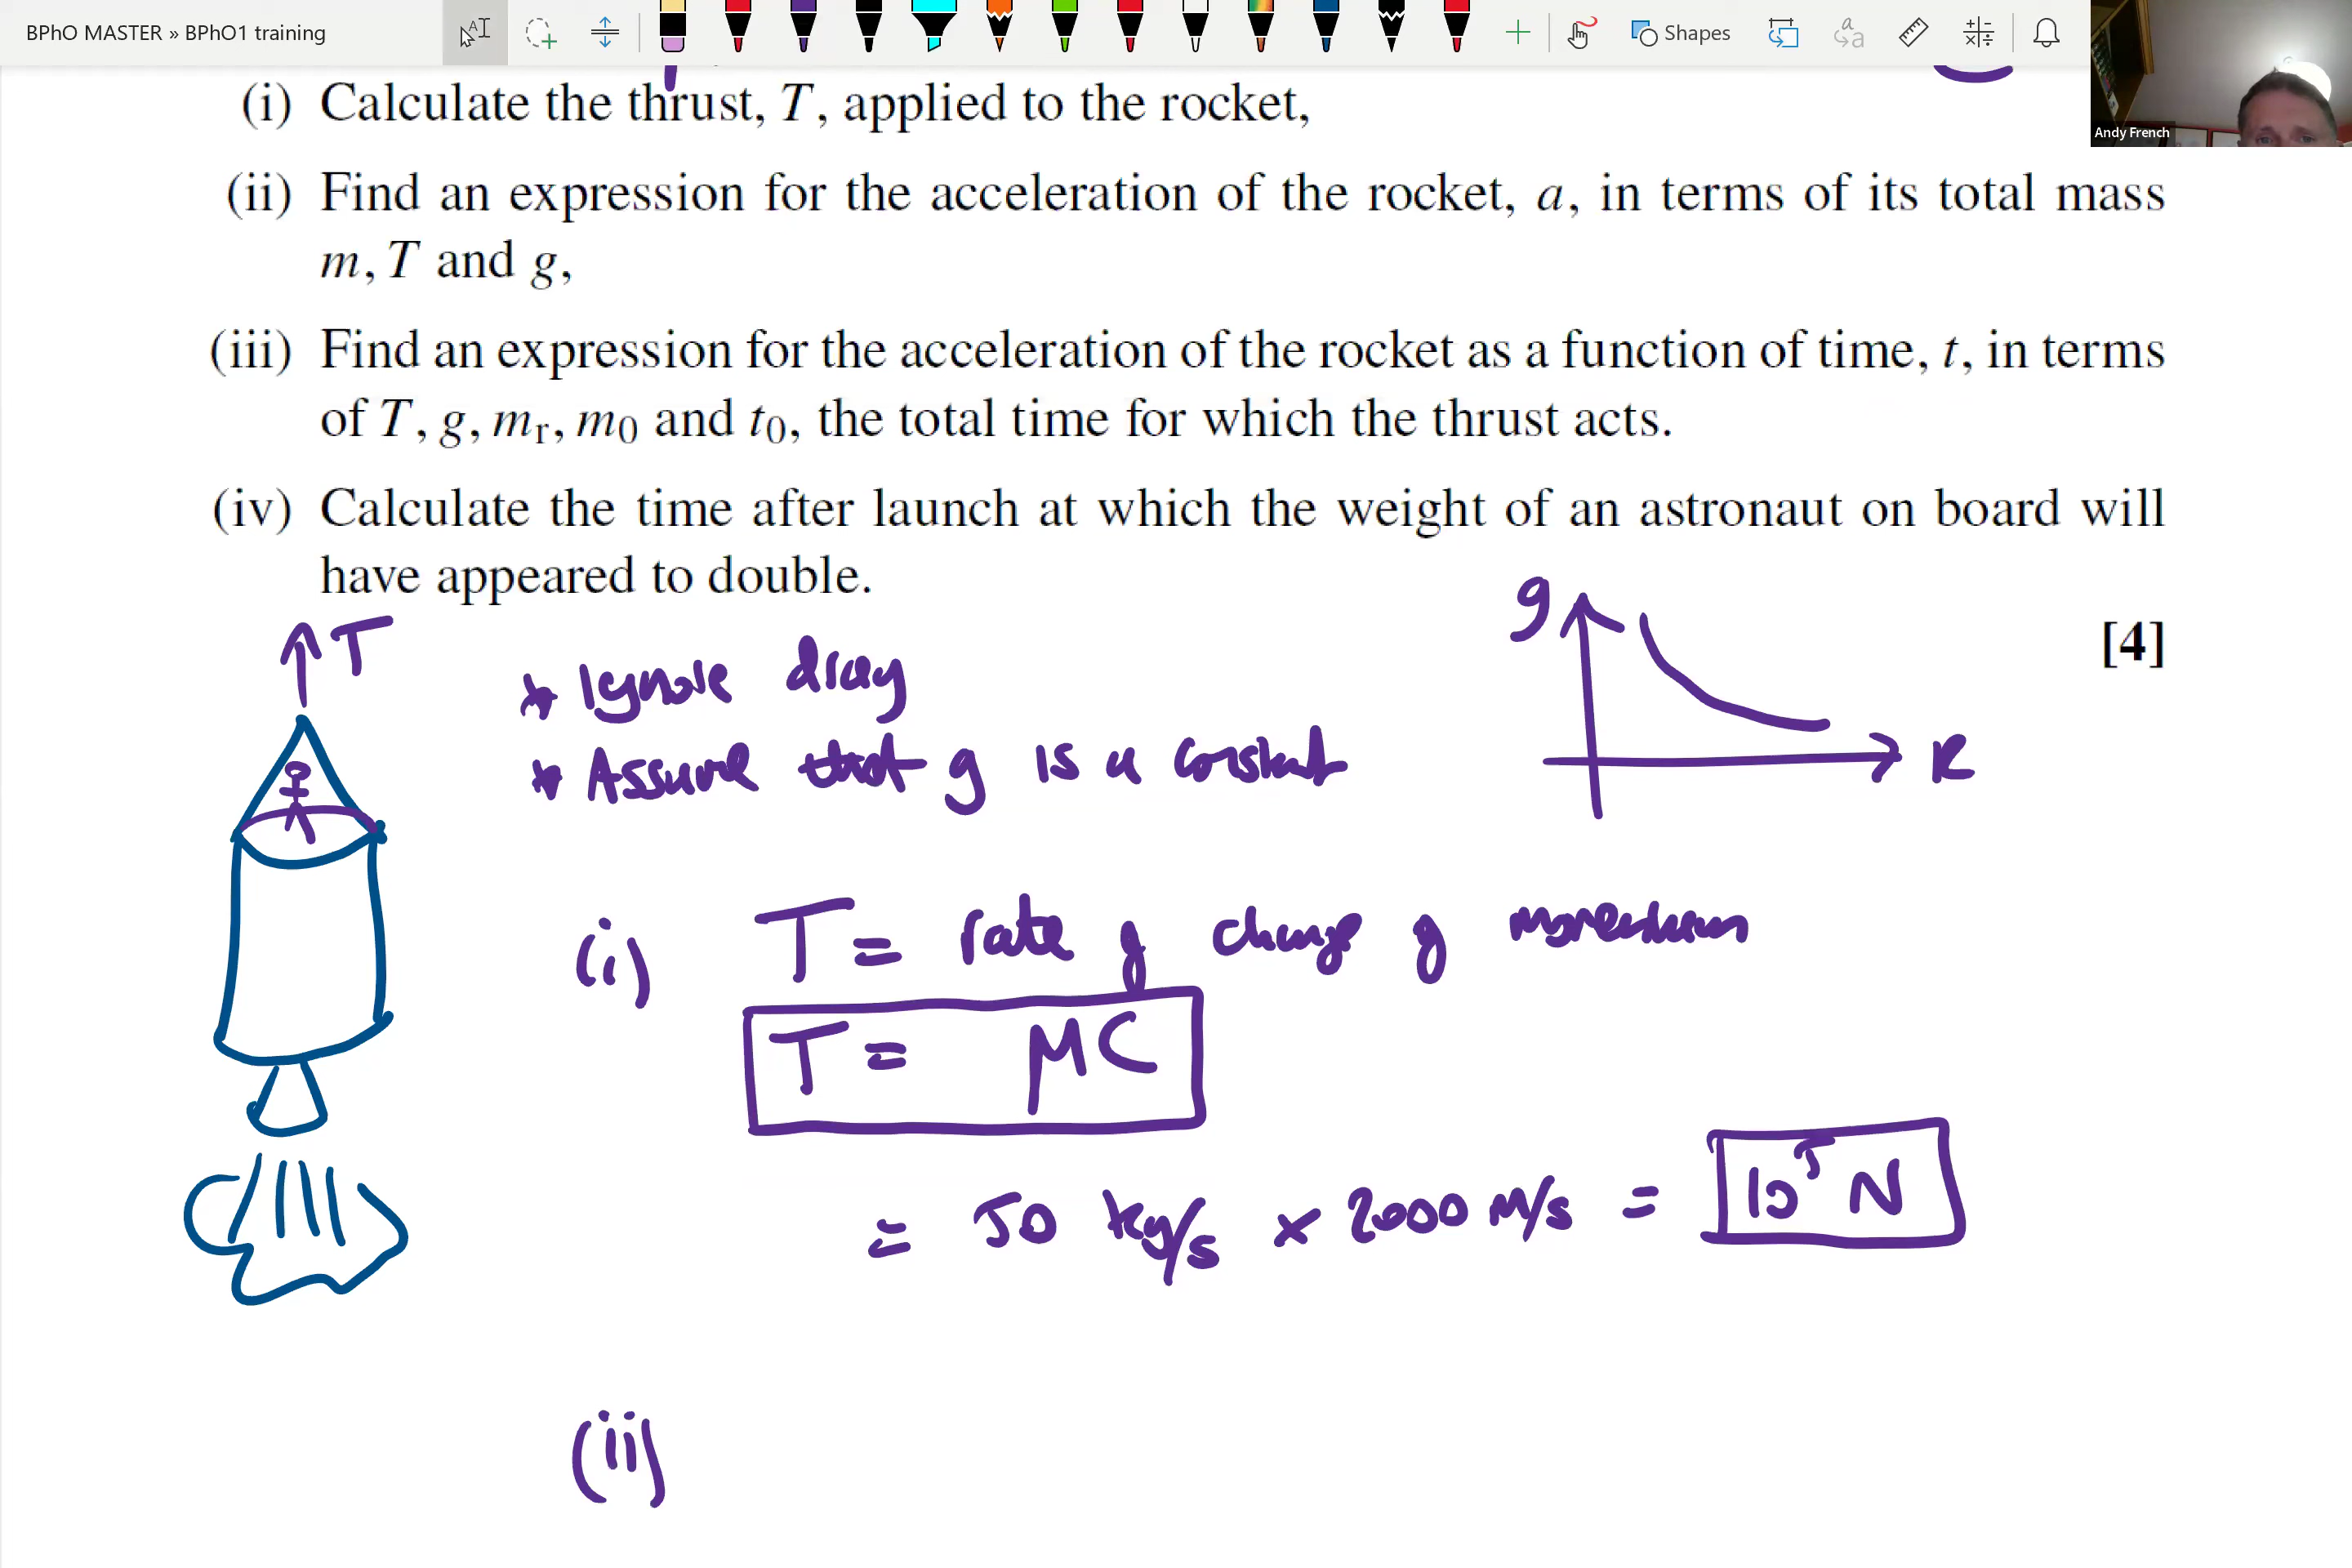 BPhO MASTER » BPhO1 training
Shapes
Andy French
(i) Calculate the thrust, T, applied to the rocket,
(ii) Find an expression for the acceleration of the rocket, a, in terms of its total mass
m, T and g,
(iii) Find an expression for the acceleration of the rocket as a function of time, t, in terms
of T, g, mᵣ, m₀ and t₀, the total time for which the thrust acts.
(iv) Calculate the time after launch at which the weight of an astronaut on board will
have appeared to double.
[4]
T
* Ignore drag
* Assume that g is a constant
g
R
(i) T = rate of change of momentum
T = μC
= 50 kg/s × 2000 m/s = 10⁵ N
(ii)